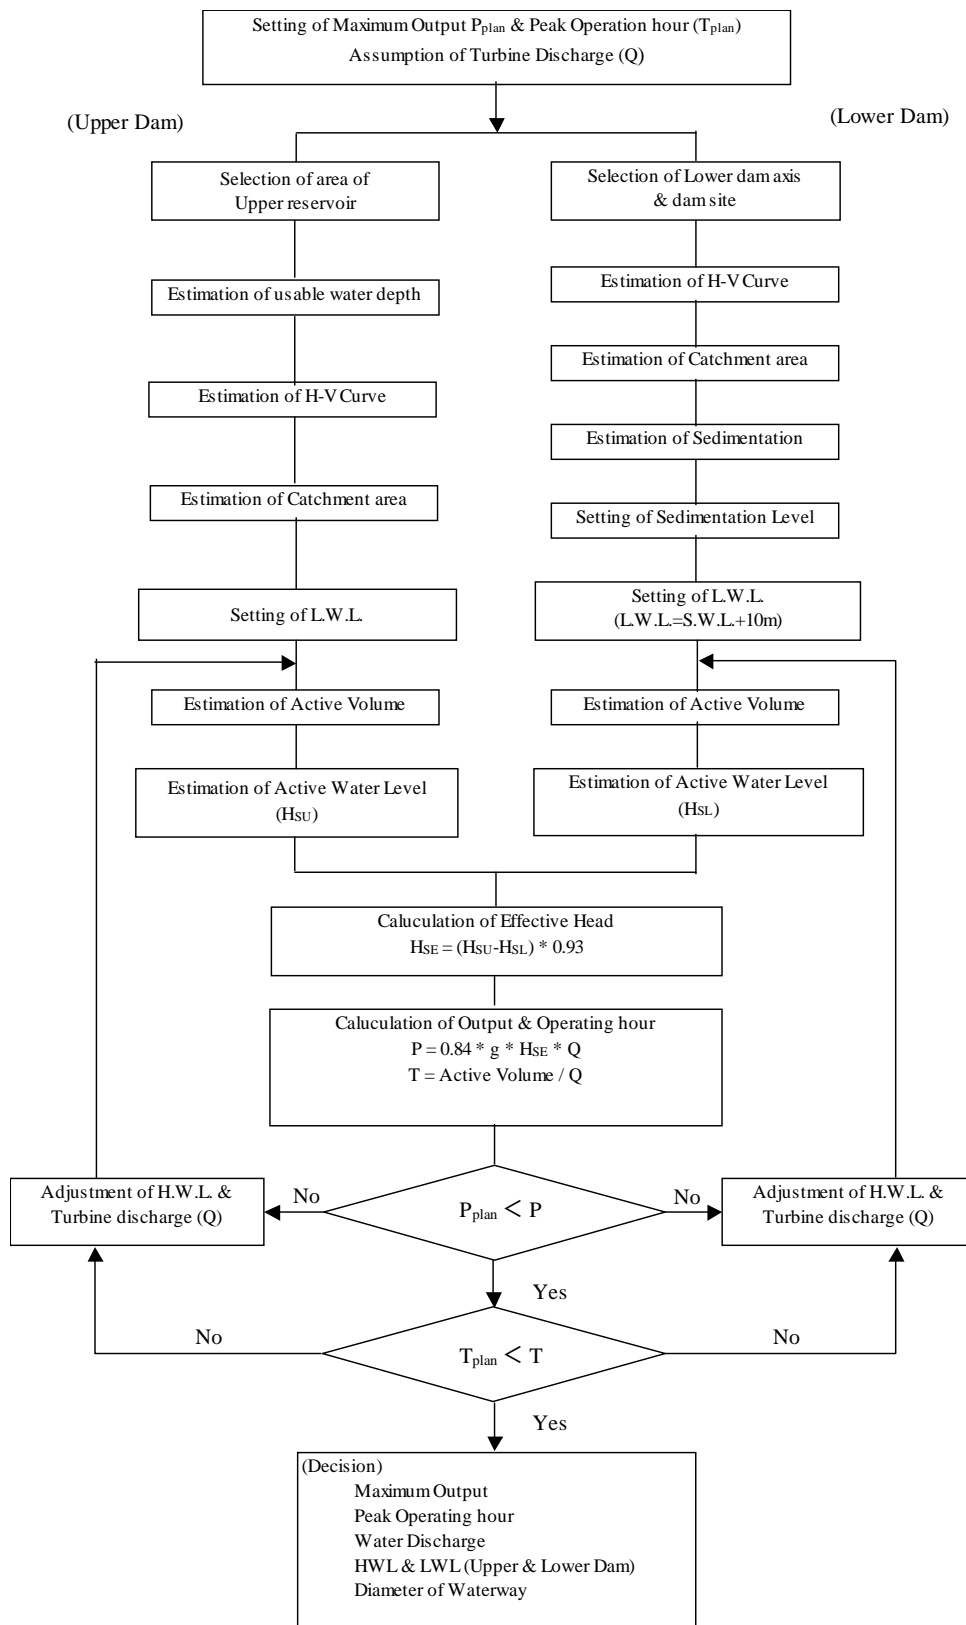 Setting of Maximum Output Pplan & Peak Operation hour (Tplan)
Assumption of Turbine Discharge (Q)
(Upper Dam)
(Lower Dam)
Selection of area of
Upper reservoir
Estimation of usable water depth
Estimation of H-V Curve
Estimation of Catchment area
Setting of L.W.L.
Estimation of Active Volume
Estimation of Active Water Level
(HSU)
Selection of Lower dam axis
& dam site
Estimation of H-V Curve
Estimation of Catchment area
Estimation of Sedimentation
Setting of Sedimentation Level
Setting of L.W.L.
(L.W.L.=S.W.L.+10m)
Estimation of Active Volume
Estimation of Active Water Level
(HSL)
Caluculation of Effective Head
HSE = (HSU-HSL) * 0.93
Caluculation of Output & Operating hour
P = 0.84 * g * HSE * Q
T = Active Volume / Q
Adjustment of H.W.L. &
Turbine discharge (Q)
No
Pplan < P
No
Adjustment of H.W.L. &
Turbine discharge (Q)
Yes
No
Tplan < T
No
Yes
(Decision)
Maximum Output
Peak Operating hour
Water Discharge
HWL & LWL (Upper & Lower Dam)
Diameter of Waterway